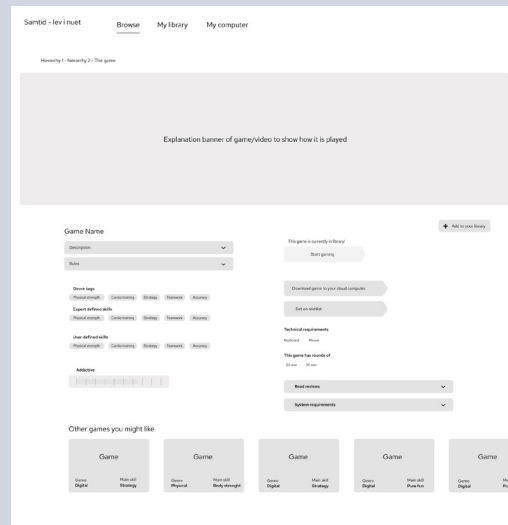 Samtid - lev i nuet
Browse
My library
My computer
Hierarchy 1 - hierarchy 2 - The game
Explanation banner of game/video to show how it is played
Add to your library
Game Name
This game is currently in library!
Description
Start gaming
Rules
Download game to your cloud computer
Genre tags
Physical strength Cardio training Strategy Teamwork Accuracy
Expert defined skills
Physical strength Cardio training Strategy Teamwork Accuracy
Technical requirements
Keyboard Mouse
User defined skills
Physical strength Cardio training Strategy Teamwork Accuracy
This game has rounds of
20 min 30 min
Addictive
Read reviews
System requirements
Other games you might like
Game Game Game Game Game
Genre Main skill Genre Main skill Genre Main skill Genre Main skill Genre
Digital Strategy Physical Body strenght Digital Strategy Digital Pure fun Digital